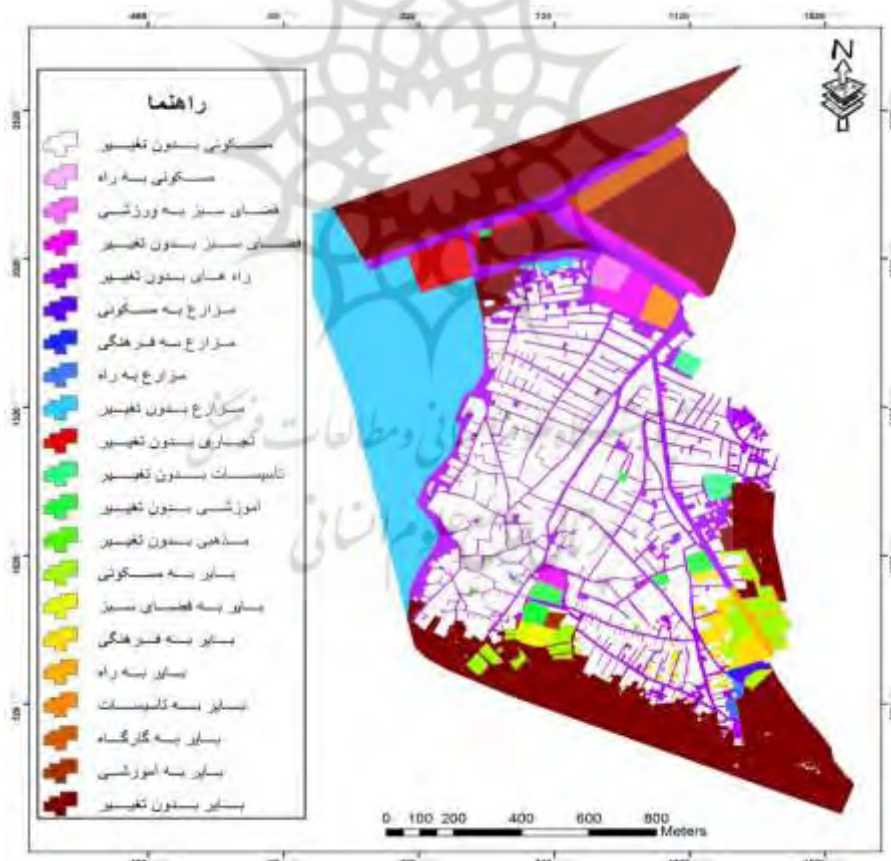 N
راهنما
مسکونی بدون تغییر
مسکونی به راه
فضای سبز به ورزشی
فضای سبز بدون تغییر
راه های بدون تغییر
مزارع به مسکونی
مزارع به فرهنگی
مزارع به راه
مزارع بدون تغییر
تجاری بدون تغییر
تأسیسات بدون تغییر
آموزشی بدون تغییر
مذهبی بدون تغییر
بایر به مسکونی
بایر به فضای سبز
بایر به فرهنگی
بایر به راه
بایر به تاسیسات
بایر به کارگاه
بایر به آموزشی
بایر بدون تغییر
0 100 200 400 600 800
Meters